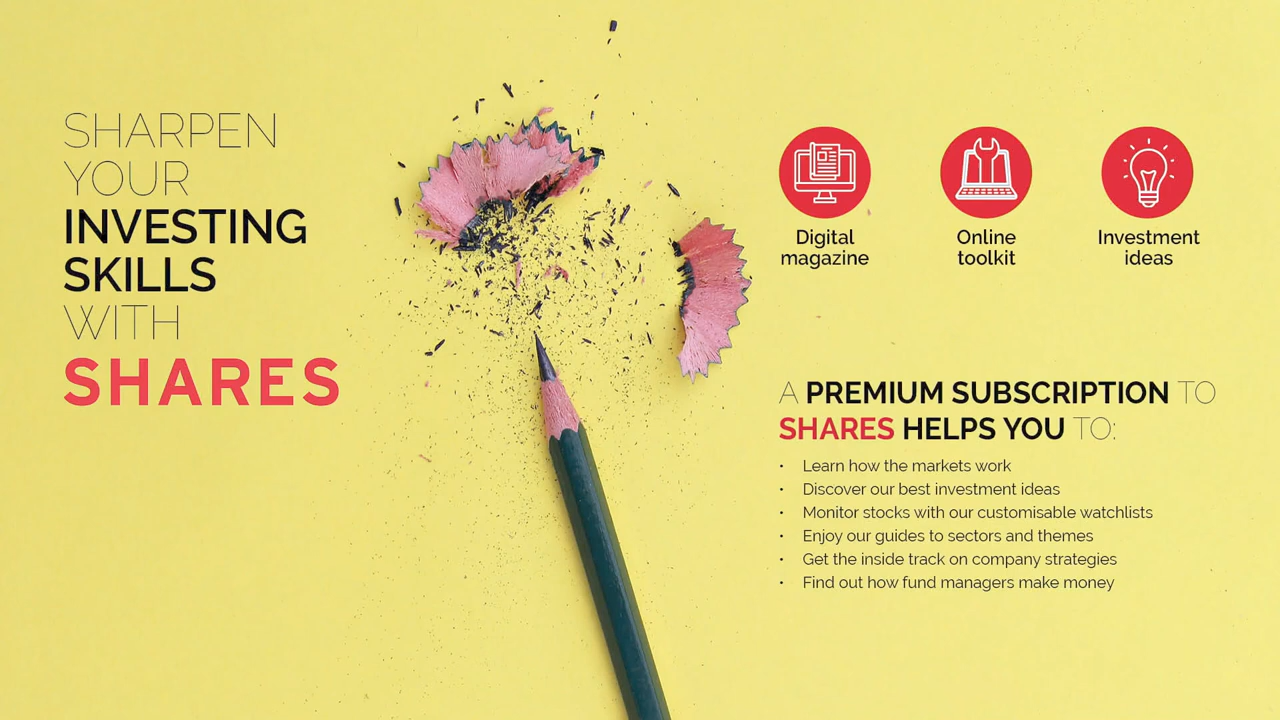 SHARPEN
YOUR
INVESTING
SKILLS
WITH
SHARES
Digital
magazine
Online
toolkit
Investment
ideas
A PREMIUM SUBSCRIPTION TO
SHARES HELPS YOU TO:
• Learn how the markets work
• Discover our best investment ideas
• Monitor stocks with our customisable watchlists
• Enjoy our guides to sectors and themes
• Get the inside track on company strategies
• Find out how fund managers make money